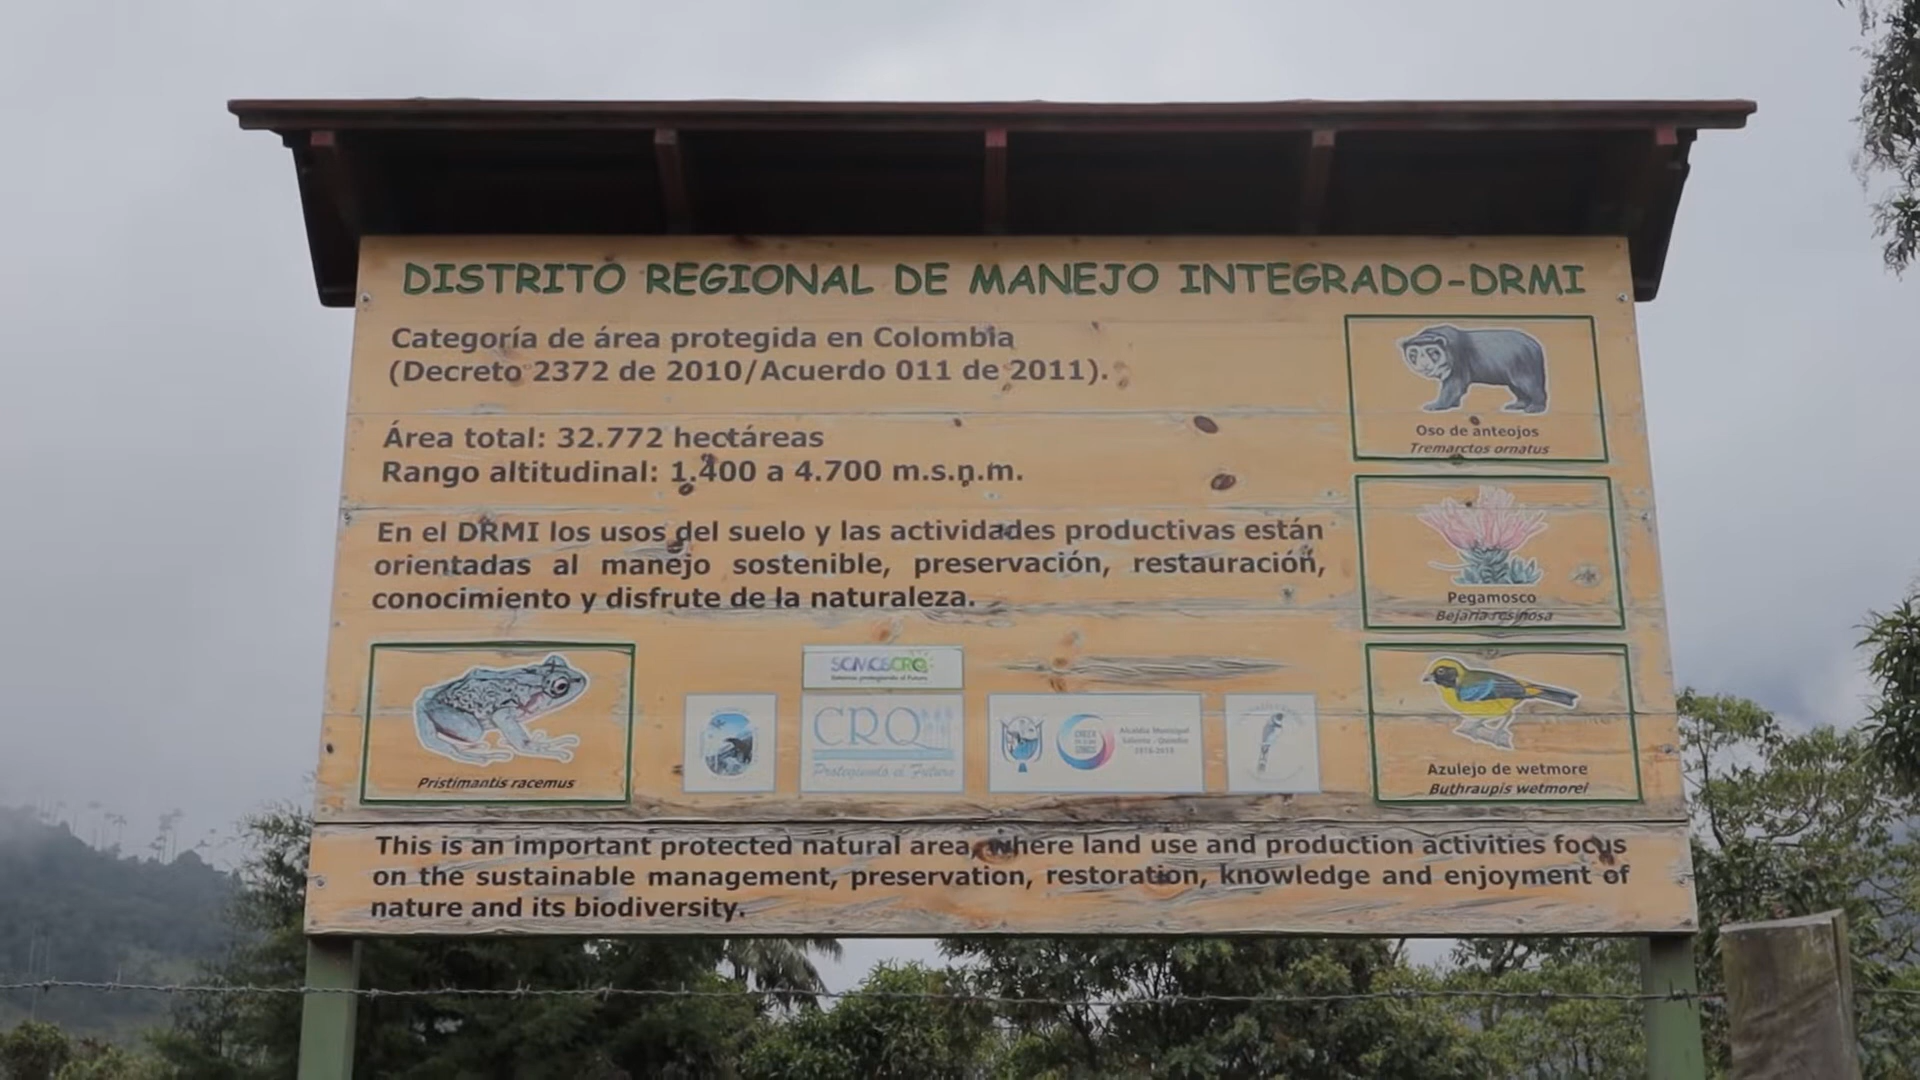 DISTRITO REGIONAL DE MANEJO INTEGRADO-DRMI
Categoría de área protegida en Colombia
(Decreto 2372 de 2010/Acuerdo 011 de 2011).
Área total: 32.772 hectáreas
Rango altitudinal: 1.400 a 4.700 m.s.n.m.
En el DRMI los usos del suelo y las actividades productivas están
orientadas al manejo sostenible, preservación, restauración,
conocimiento y disfrute de la naturaleza.
Oso de anteojos
Tremarctos ornatus
Pegamosco
Bejaria resinosa
Azulejo de wetmore
Buthraupis wetmorei
Pristimantis racemus
SOMOSCRQ
CRQ
Protegiendo el Futuro
Alcaldía Municipal
Salento - Quindío
This is an important protected natural area, where land use and production activities focus
on the sustainable management, preservation, restoration, knowledge and enjoyment of
nature and its biodiversity.